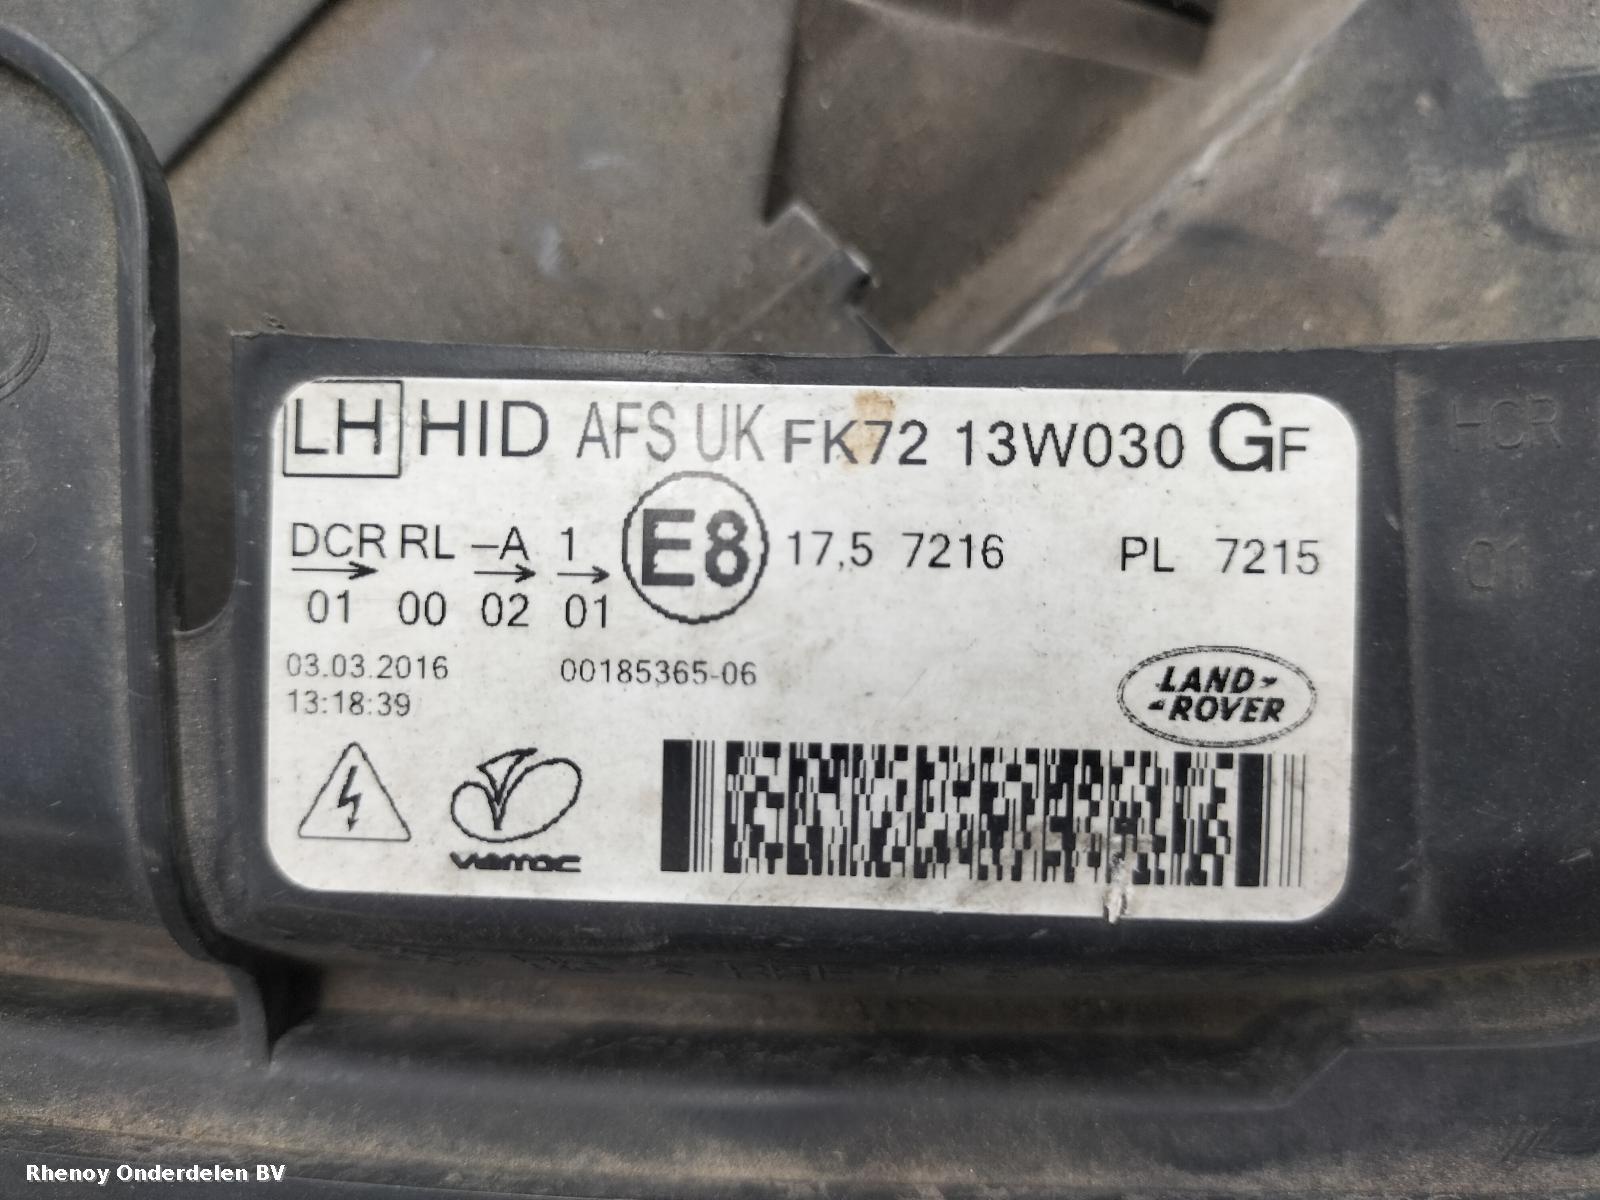 LH HID AFS UK FK72 13W030 GF
DCR RL –A 1 E8 17,5 7216 PL 7215
→ → →
01 00 02 01
03.03.2016 00185365-06
13:18:39
LAND-
-ROVER
VISTEON
HCR
01
Rhenoy Onderdelen BV